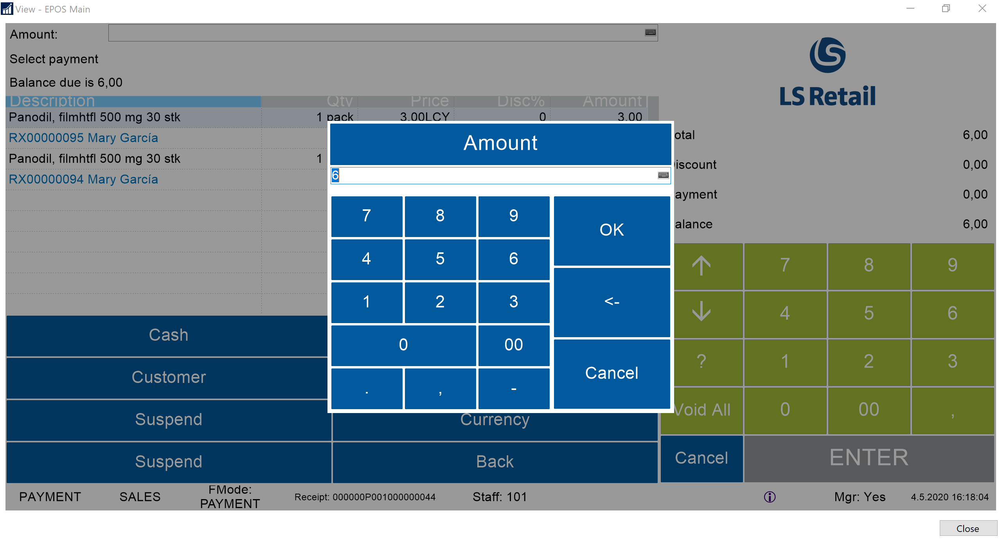 View - EPOS Main
Amount:
Select payment
Balance due is 6,00
Description Qty Price Disc% Amount
Panodil, filmhtfl 500 mg 30 stk 1 pack 3.00LCY 0 3.00
RX00000095 Mary García
Panodil, filmhtfl 500 mg 30 stk 1
RX00000094 Mary García
LS Retail
otal 6,00
iscount 0,00
ayment 0,00
alance 6,00
Amount
6
7 8 9
OK
4 5 6
<-
1 2 3
0 00
Cancel
. , -
Cash
Customer
Suspend
Currency
Suspend
Back
7 8 9
4 5 6
? 1 2 3
Void All 0 00 ,
Cancel ENTER
PAYMENT
SALES
FMode:
PAYMENT
Receipt: 000000P001000000044
Staff: 101
Mgr: Yes
4.5.2020 16:18:04
Close